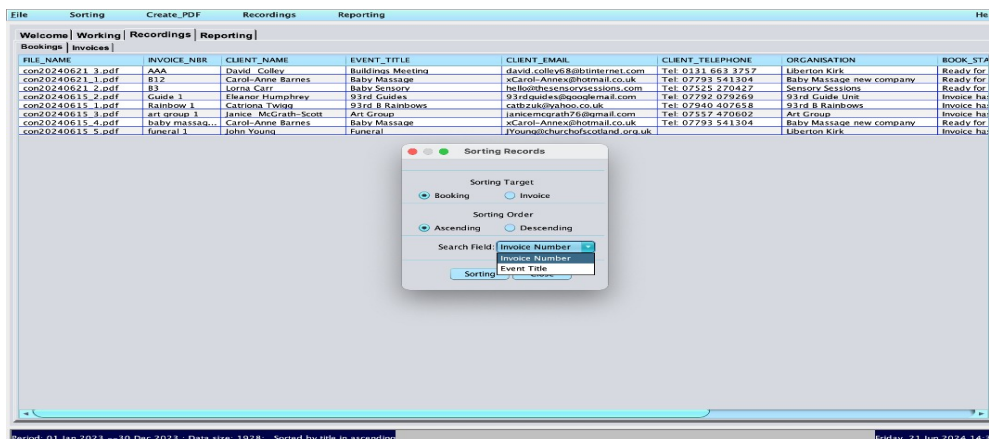 File Sorting Create_PDF Recordings Reporting He
Welcome Working Recordings Reporting
Bookings Invoices
FILE_NAME INVOICE_NBR CLIENT_NAME EVENT_TITLE CLIENT_EMAIL CLIENT_TELEPHONE ORGANISATION BOOK_STA
con20240621_3.pdf AAA David Colley Buildings Meeting david.colley68@btinternet.com Tel: 0131 663 3757 Liberton Kirk Ready for
con20240621_1.pdf B12 Carol-Anne Barnes Baby Massage xCarol-Annex@hotmail.co.uk Tel: 07793 541304 Baby Massage new company Ready for
con20240621_2.pdf B3 Lorna Carr Baby Sensory hello@thesensorysessions.com Tel: 07525 270427 Sensory Sessions Ready for
con20240615_2.pdf Guide 1 Eleanor Humphrey 93rd Guides 93rdguides@googlemail.com Tel: 07792 079269 93rd Guide Unit Invoice has
con20240615_1.pdf Rainbow 1 Catriona Twigg 93rd B Rainbows catbzuk@yahoo.co.uk Tel: 07940 407658 93rd B Rainbows Invoice has
con20240615_3.pdf art group 1 Janice McGrath-Scott Art Group janicemcgrath76@gmail.com Tel: 07557 470602 Art Group Invoice has
con20240615_4.pdf baby massag... Carol-Anne Barnes Baby Massage xCarol-Annex@hotmail.co.uk Tel: 07793 541304 Baby Massage new company Ready for
con20240615_5.pdf funeral 1 John Young Funeral JYoung@churchofscotland.org.uk Liberton Kirk Invoice has
Sorting Records
Sorting Target
Booking Invoice
Sorting Order
Ascending Descending
Search Field: Invoice Number
Invoice Number
Event Title
Sorting Close
Period: 01 Jan 2023 --30 Dec 2023 : Data size: 1928: Sorted by title in ascending Friday, 21 Jun 2024 14: